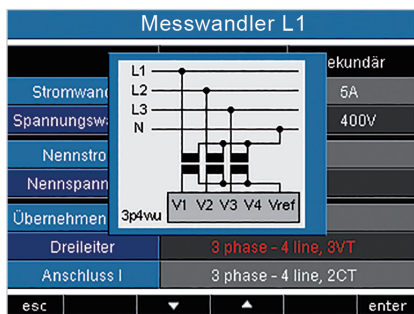 Messwandler L1
ekundär
Stromwan
5A
Spannungswa
400V
Nennstro
Nennspann
Übernehmen
Dreileiter
3 phase - 4 line, 3VT
Anschluss I
3 phase - 4 line, 2CT
L1
L2
L3
N
3p4wu
V1 V2 V3 V4 Vref
esc
enter